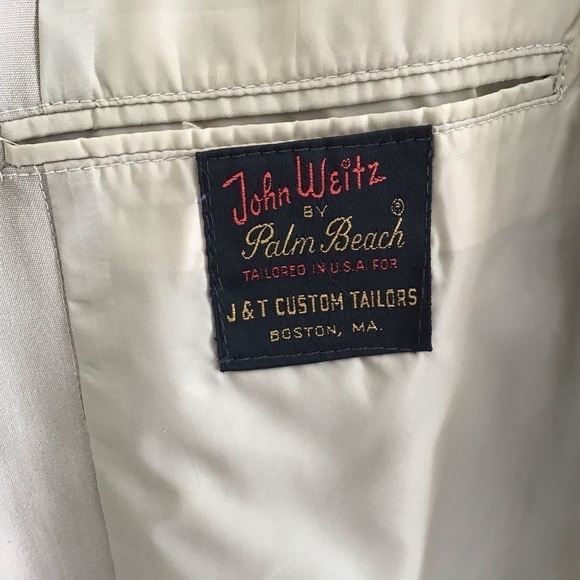 John Weitz
BY ®
Palm Beach
TAILORED IN U.S.A. FOR
J & T CUSTOM TAILORS
BOSTON, MA.